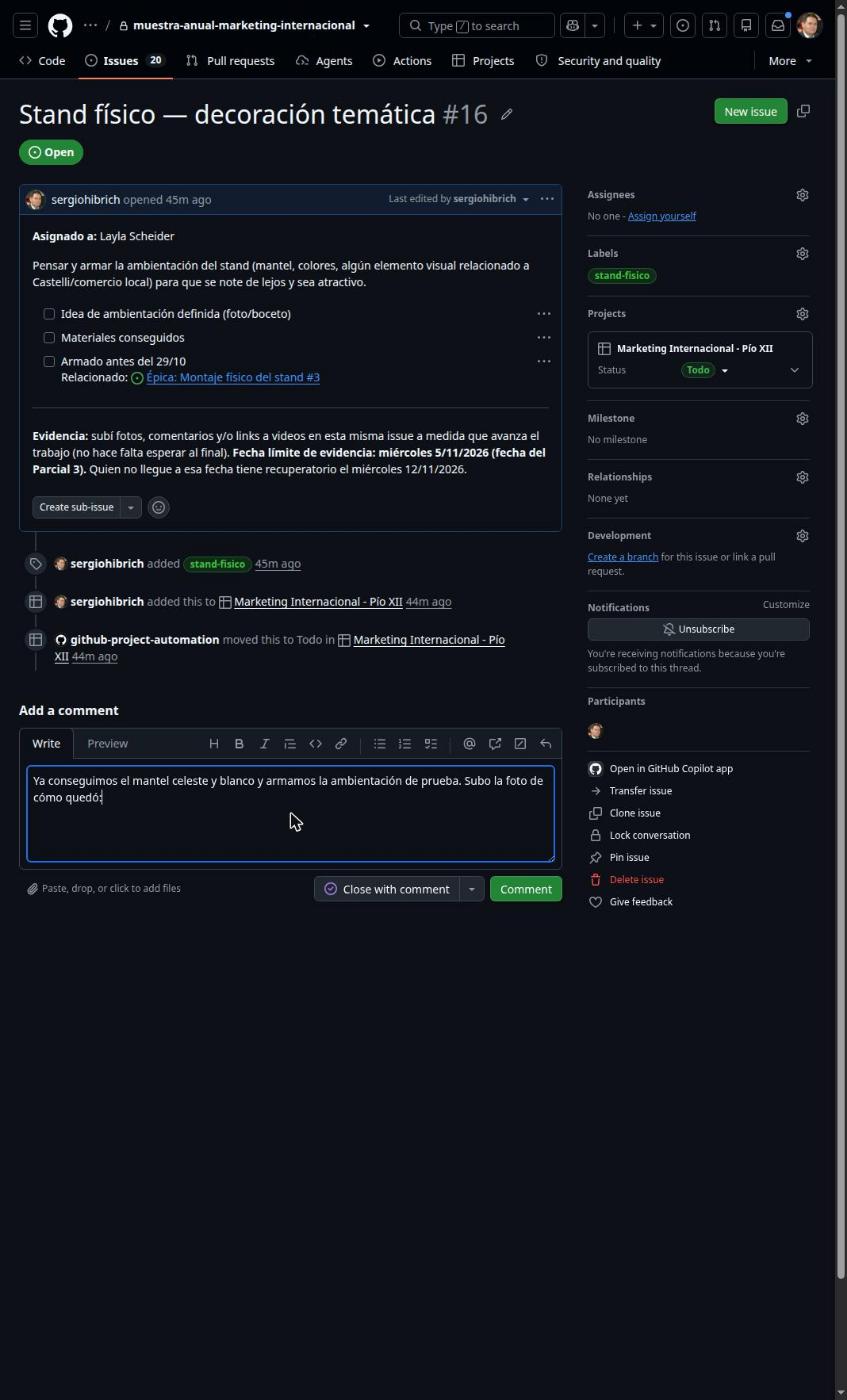 ··· / muestra-anual-marketing-internacional
Type / to search
Code
Issues 20
Pull requests
Agents
Actions
Projects
Security and quality
More
Stand físico — decoración temática #16
New issue
Open
sergiohibrich opened 45m ago
Last edited by sergiohibrich
Asignado a: Layla Scheider
Pensar y armar la ambientación del stand (mantel, colores, algún elemento visual relacionado a
Castelli/comercio local) para que se note de lejos y sea atractivo.
Idea de ambientación definida (foto/boceto)
Materiales conseguidos
Armado antes del 29/10
Relacionado: Épica: Montaje físico del stand #3
Evidencia: subí fotos, comentarios y/o links a videos en esta misma issue a medida que avanza el
trabajo (no hace falta esperar al final). Fecha límite de evidencia: miércoles 5/11/2026 (fecha del
Parcial 3). Quien no llegue a esa fecha tiene recuperatorio el miércoles 12/11/2026.
Create sub-issue
sergiohibrich added stand-fisico 45m ago
sergiohibrich added this to Marketing Internacional - Pío XII 44m ago
github-project-automation moved this to Todo in Marketing Internacional - Pío
XII 44m ago
Add a comment
Write
Preview
H B I
Ya conseguimos el mantel celeste y blanco y armamos la ambientación de prueba. Subo la foto de
cómo quedó:
Paste, drop, or click to add files
Close with comment
Comment
Assignees
No one - Assign yourself
Labels
stand-fisico
Projects
Marketing Internacional - Pío XII
Status Todo
Milestone
No milestone
Relationships
None yet
Development
Create a branch for this issue or link a pull
request.
Notifications
Customize
Unsubscribe
You're receiving notifications because you're
subscribed to this thread.
Participants
Open in GitHub Copilot app
Transfer issue
Clone issue
Lock conversation
Pin issue
Delete issue
Give feedback